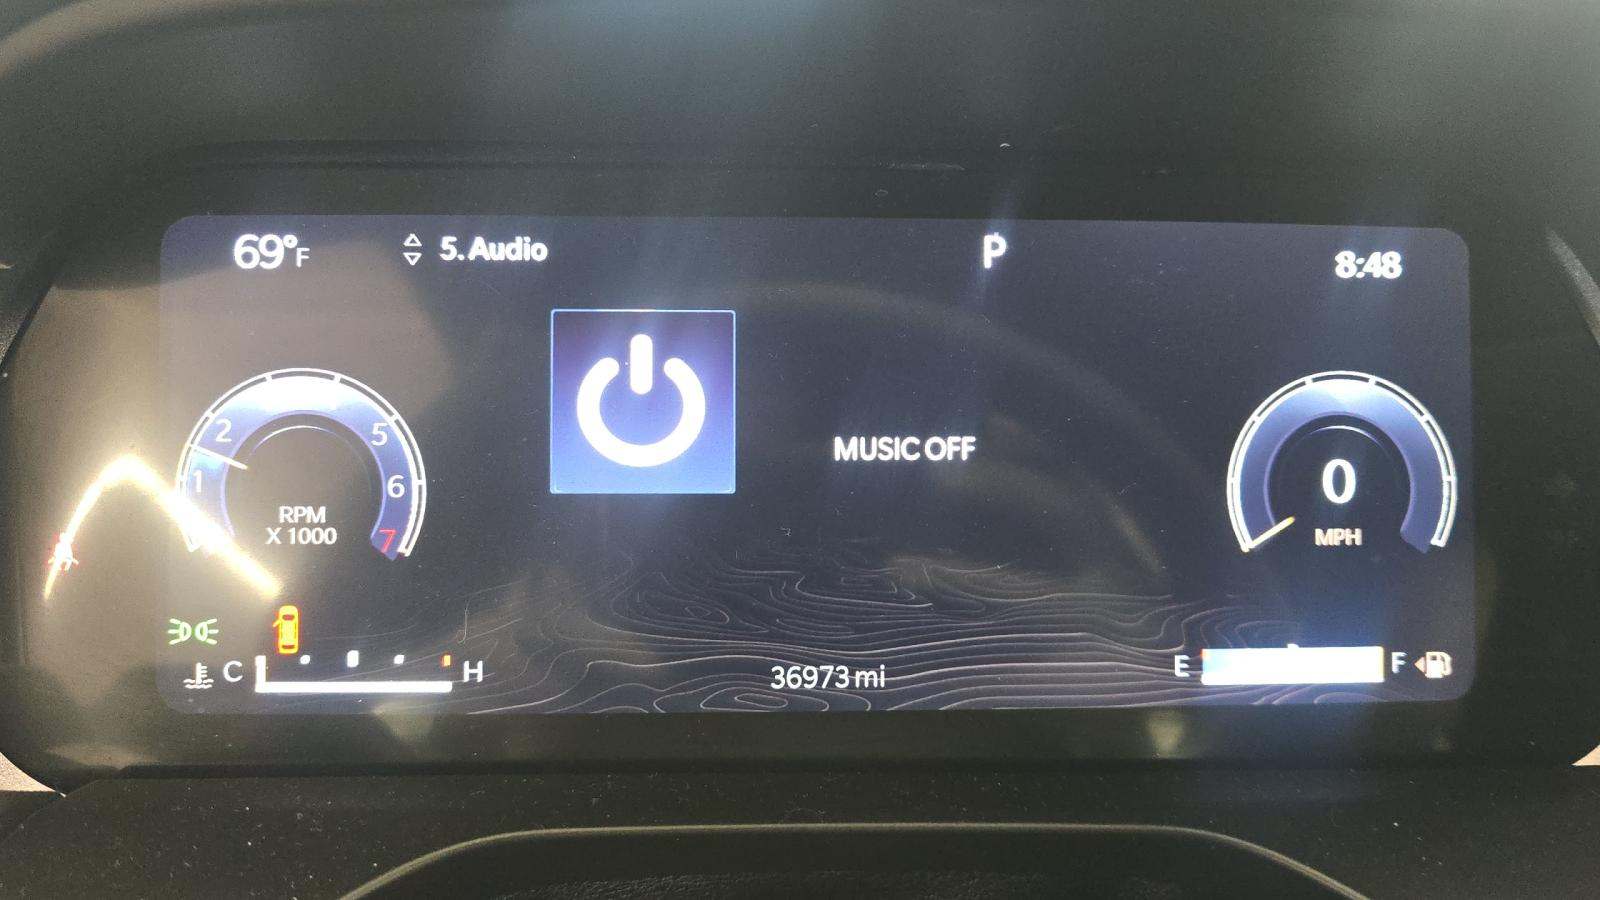 69°F
5. Audio
P
8:48
2
5
1
6
7
RPM
X 1000
MUSIC OFF
0
MPH
C
H
36973 mi
E
F